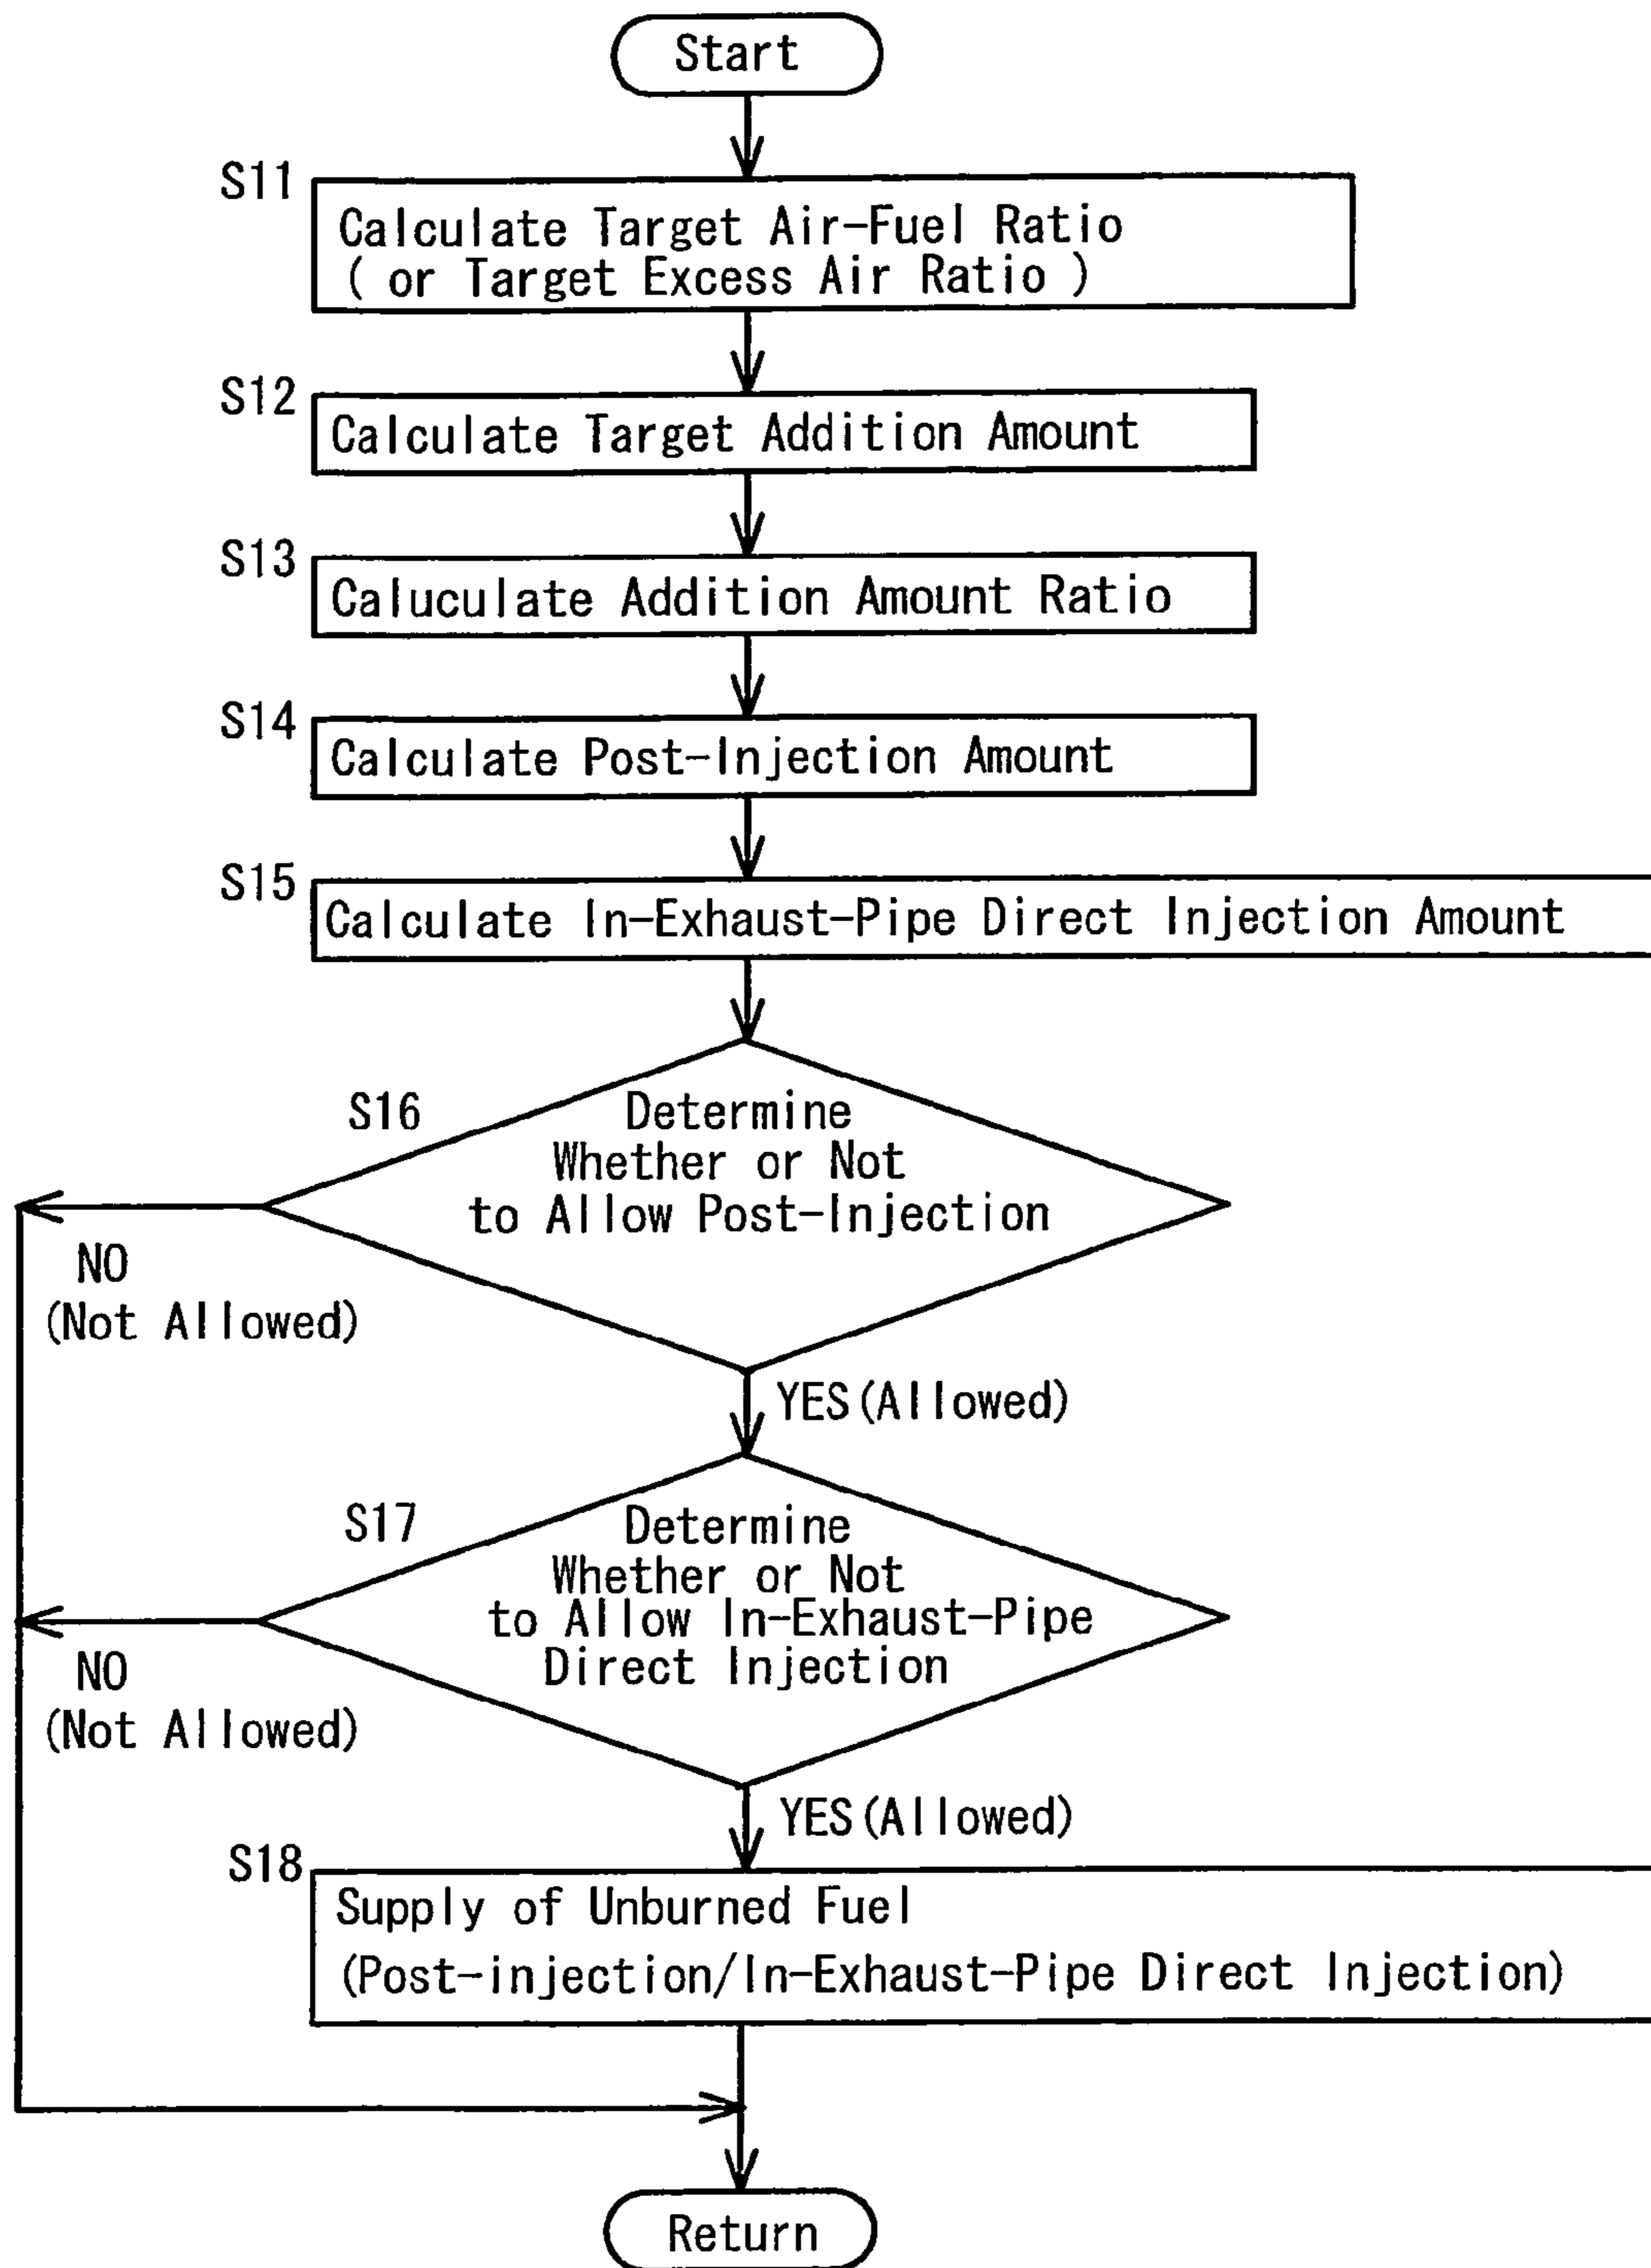 Start
S11
Calculate Target Air-Fuel Ratio
( or Target Excess Air Ratio )
S12
Calculate Target Addition Amount
S13
Caluculate Addition Amount Ratio
S14
Calculate Post-Injection Amount
S15
Calculate In-Exhaust-Pipe Direct Injection Amount
S16
Determine
Whether or Not
to Allow Post-Injection
NO
(Not Allowed)
YES(Allowed)
S17
Determine
Whether or Not
to Allow In-Exhaust-Pipe
Direct Injection
NO
(Not Allowed)
YES(Allowed)
S18
Supply of Unburned Fuel
(Post-injection/In-Exhaust-Pipe Direct Injection)
Return